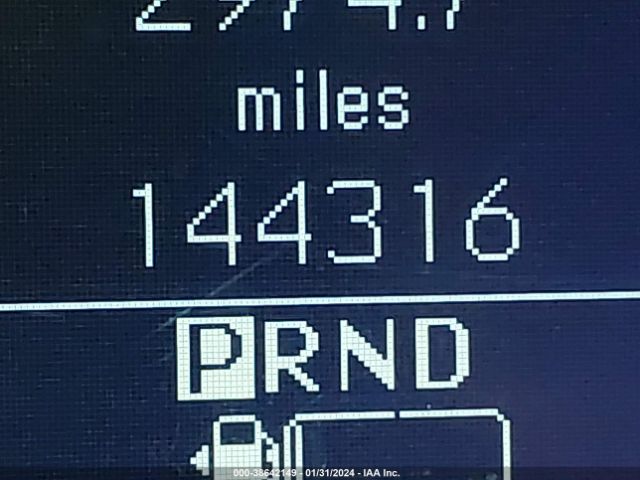 miles
144316
PRND
000-38642149 - 01/31/2024 - IAA Inc.